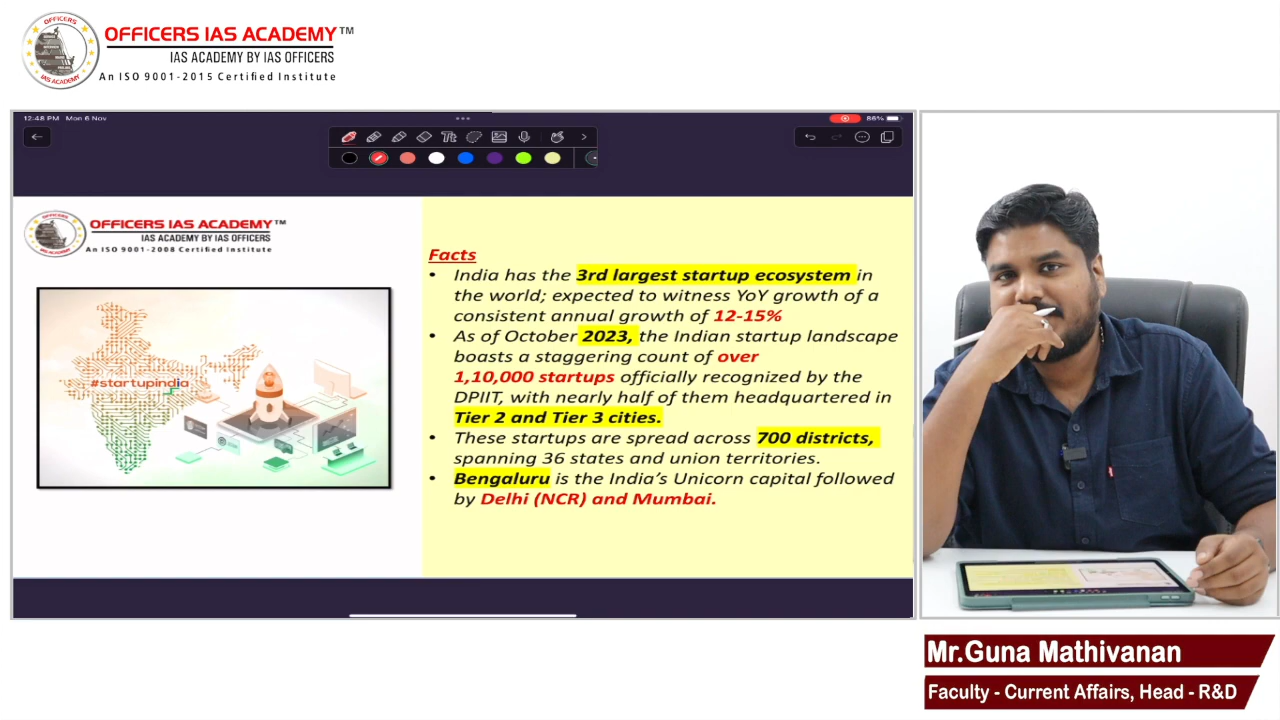 OFFICERS
IAS ACADEMY
OFFICERS IAS ACADEMY™
IAS ACADEMY BY IAS OFFICERS
An ISO 9001-2015 Certified Institute
12:48 PM Mon 6 Nov
86%
Tt
OFFICERS IAS ACADEMY™
IAS ACADEMY BY IAS OFFICERS
An ISO 9001-2008 Certified Institute
#startupindia
Facts
• India has the 3rd largest startup ecosystem in
the world; expected to witness YoY growth of a
consistent annual growth of 12-15%
• As of October 2023, the Indian startup landscape
boasts a staggering count of over
1,10,000 startups officially recognized by the
DPIIT, with nearly half of them headquartered in
Tier 2 and Tier 3 cities.
• These startups are spread across 700 districts,
spanning 36 states and union territories.
• Bengaluru is the India's Unicorn capital followed
by Delhi (NCR) and Mumbai.
Mr.Guna Mathivanan
Faculty - Current Affairs, Head - R&D